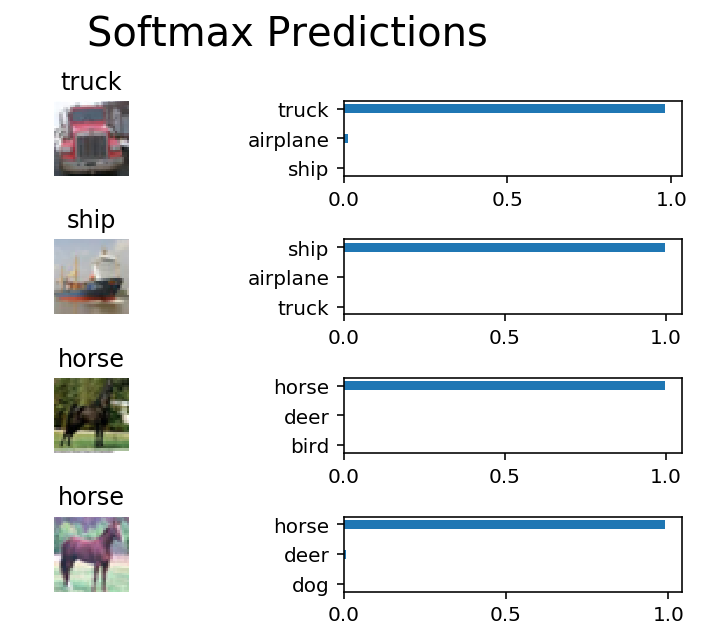 Softmax Predictions
truck
truck
airplane
ship
0.0 0.5 1.0
ship
ship
airplane
truck
0.0 0.5 1.0
horse
horse
deer
bird
0.0 0.5 1.0
horse
horse
deer
dog
0.0 0.5 1.0